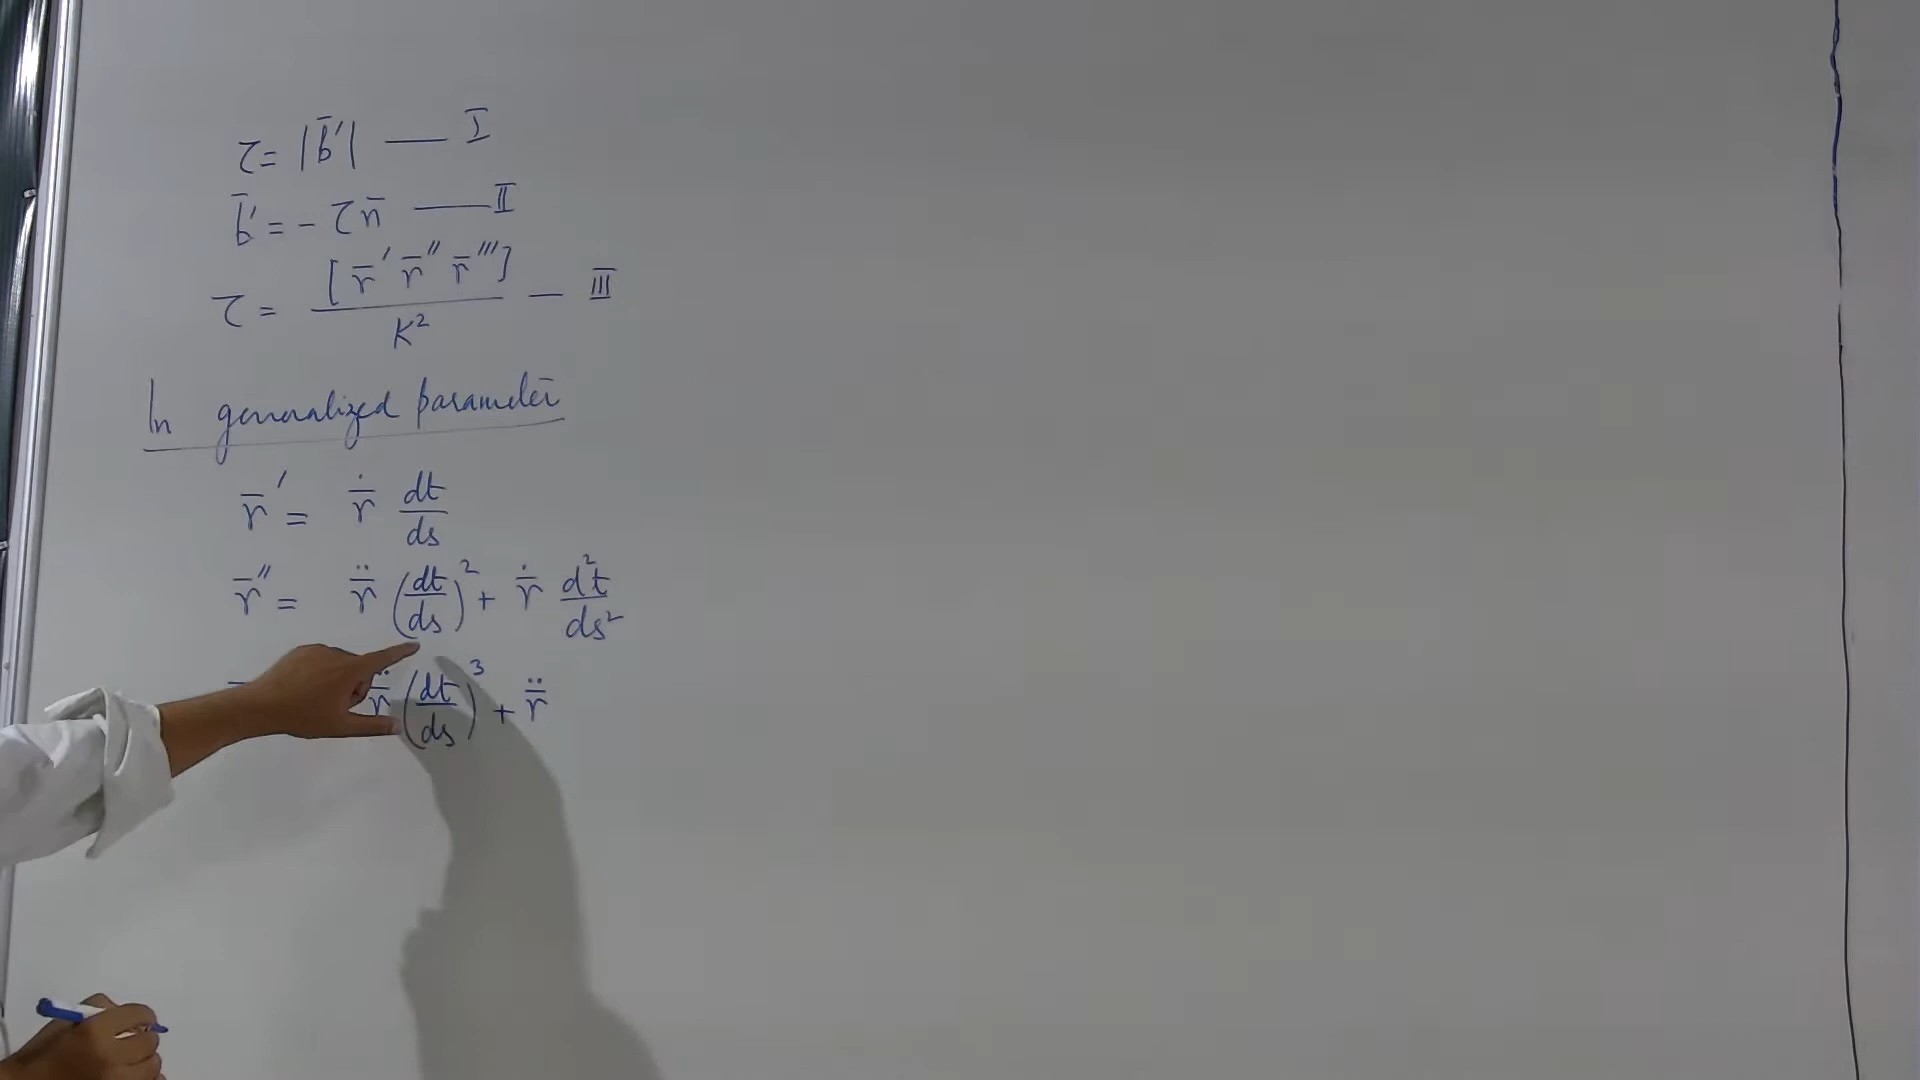 τ = |b̄′| — I
b̄′ = - τ n̄ — II
τ = [r̄′ r̄″ r̄‴] / K² — III
In generalized parameter
r̄′ = ṙ̄ dt/ds
r̄″ = r̄̈ (dt/ds)² + ṙ̄ d²t/ds²
(dt/ds)³ + r̄̈